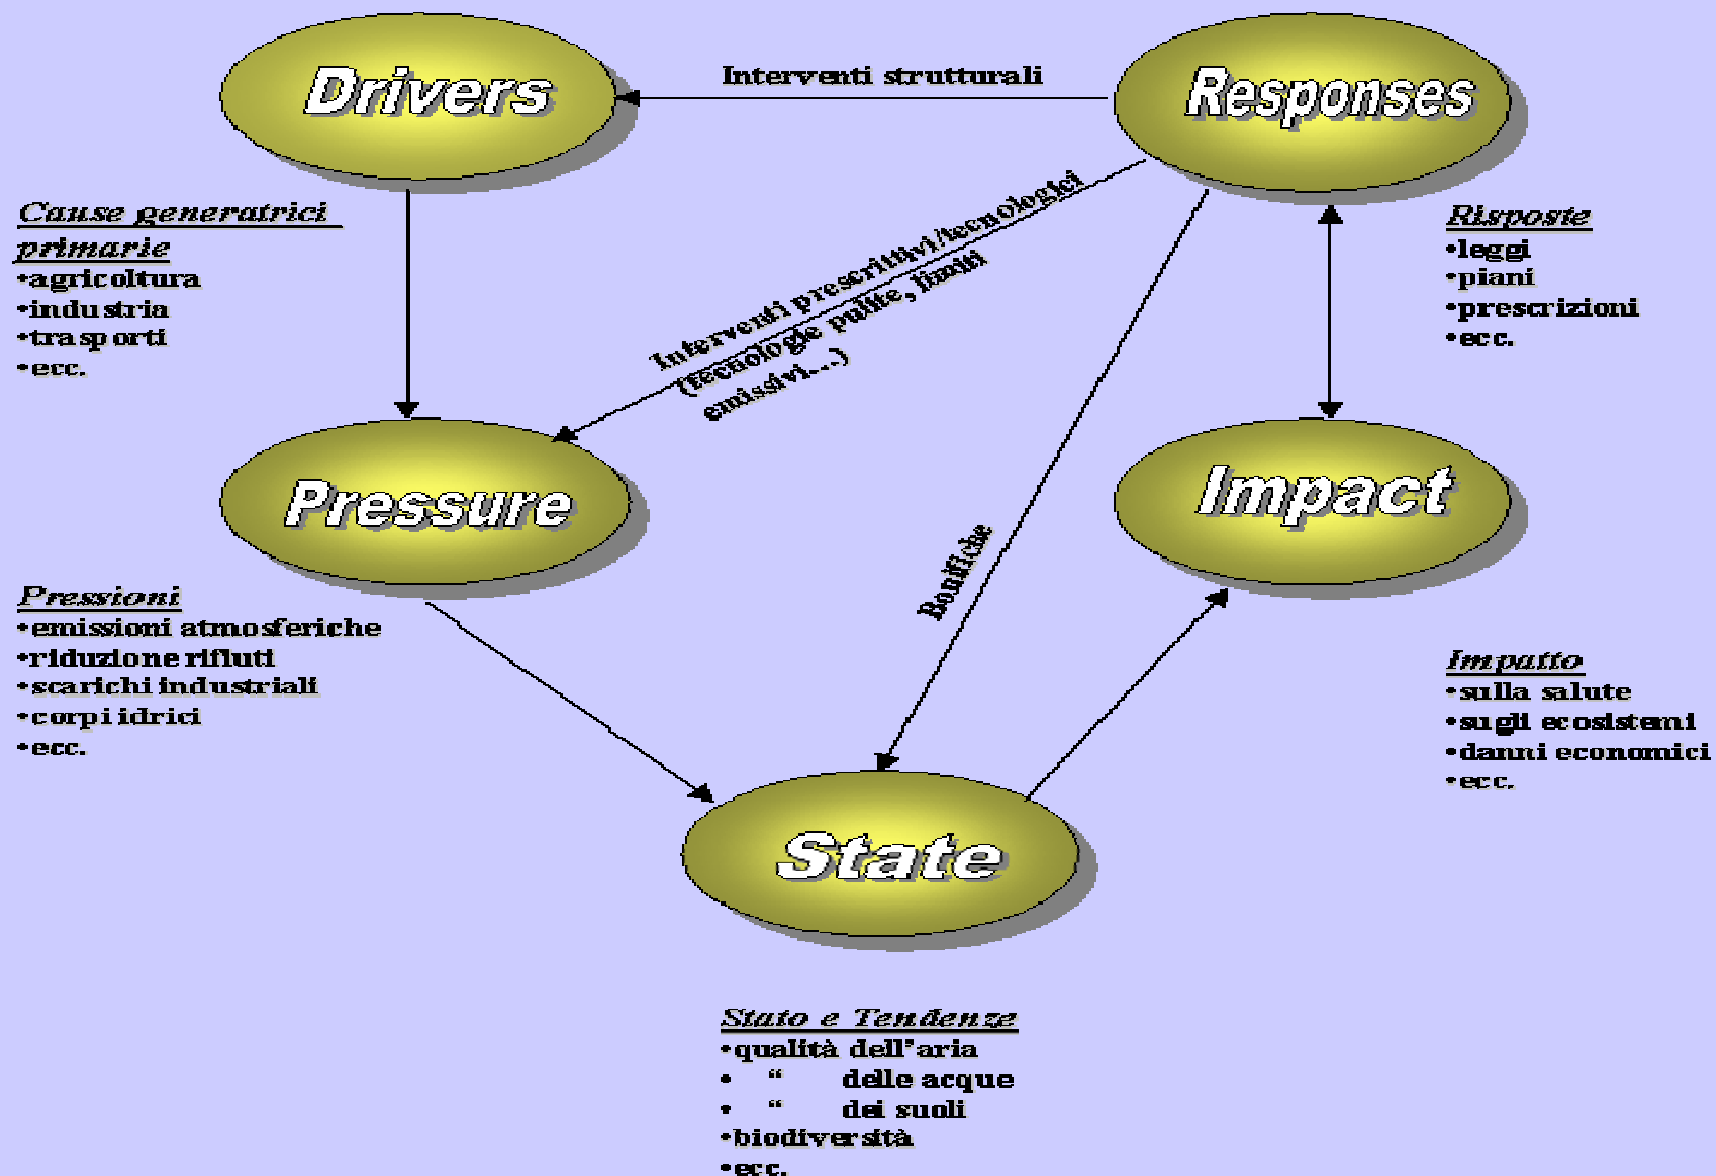 Drivers
Interventi strutturali
Responses
Cause generatrici
primarie
•agricoltura
•industria
•trasporti
•ecc.
Interventi prescrittivi/tecnologici
(tecnologie pulite, limiti
emissivi...)
Risposte
•leggi
•piani
•prescrizioni
•ecc.
Pressure
Impact
Bonifiche
Pressioni
•emissioni atmosferiche
•riduzione rifiuti
•scarichi industriali
•corpi idrici
•ecc.
Impatto
•sulla salute
•sugli ecosistemi
•danni economici
•ecc.
State
Stato e Tendenze
•qualità dell'aria
• “ delle acque
• “ dei suoli
•biodiversità
•ecc.